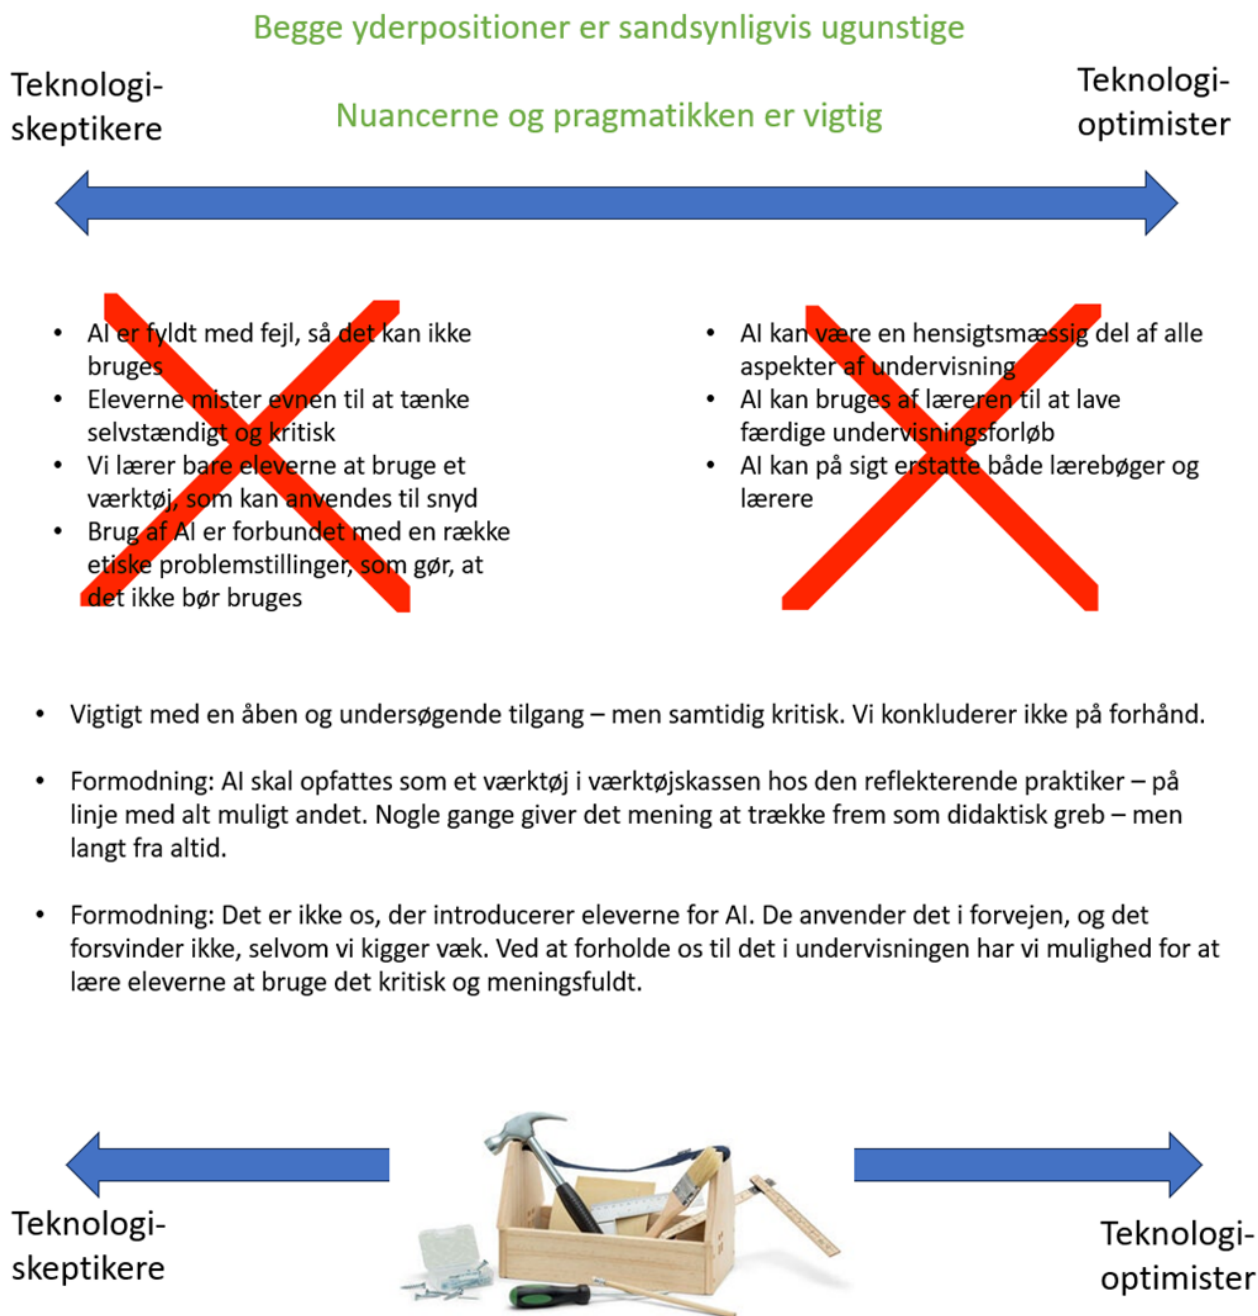 Begge yderpositioner er sandsynligvis ugunstige
Teknologi-
skeptikere
Nuancerne og pragmatikken er vigtig
Teknologi-
optimister
• AI er fyldt med fejl, så det kan ikke
bruges
• Eleverne mister evnen til at tænke
selvstændigt og kritisk
• Vi lærer bare eleverne at bruge et
værktøj, som kan anvendes til snyd
• Brug af AI er forbundet med en række
etiske problemstillinger, som gør, at
det ikke bør bruges
• AI kan være en hensigtsmæssig del af alle
aspekter af undervisning
• AI kan bruges af læreren til at lave
færdige undervisningsforløb
• AI kan på sigt erstatte både lærebøger og
lærere
• Vigtigt med en åben og undersøgende tilgang – men samtidig kritisk. Vi konkluderer ikke på forhånd.
• Formodning: AI skal opfattes som et værktøj i værktøjskassen hos den reflekterende praktiker – på
linje med alt muligt andet. Nogle gange giver det mening at trække frem som didaktisk greb – men
langt fra altid.
• Formodning: Det er ikke os, der introducerer eleverne for AI. De anvender det i forvejen, og det
forsvinder ikke, selvom vi kigger væk. Ved at forholde os til det i undervisningen har vi mulighed for at
lære eleverne at bruge det kritisk og meningsfuldt.
Teknologi-
skeptikere
Teknologi-
optimister